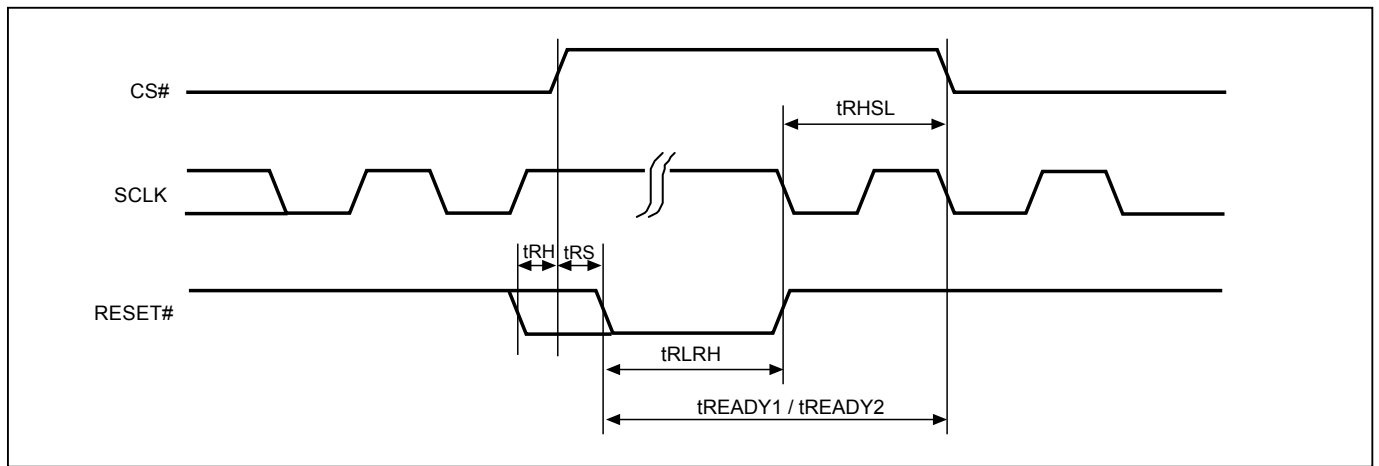 CS#
tRHSL
SCLK
tRH tRS
RESET#
tRLRH
tREADY1 / tREADY2